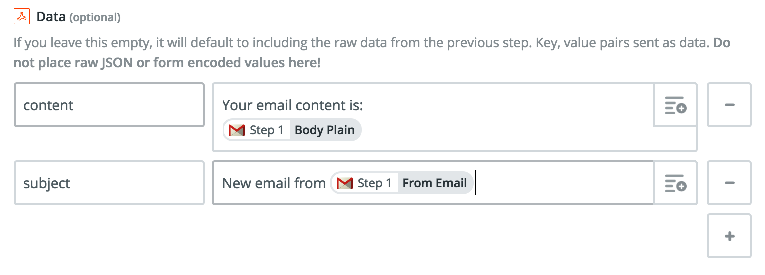 Data (optional)
If you leave this empty, it will default to including the raw data from the previous step. Key, value pairs sent as data. Do
not place raw JSON or form encoded values here!
content
Your email content is:
Step 1 Body Plain
subject
New email from Step 1 From Email